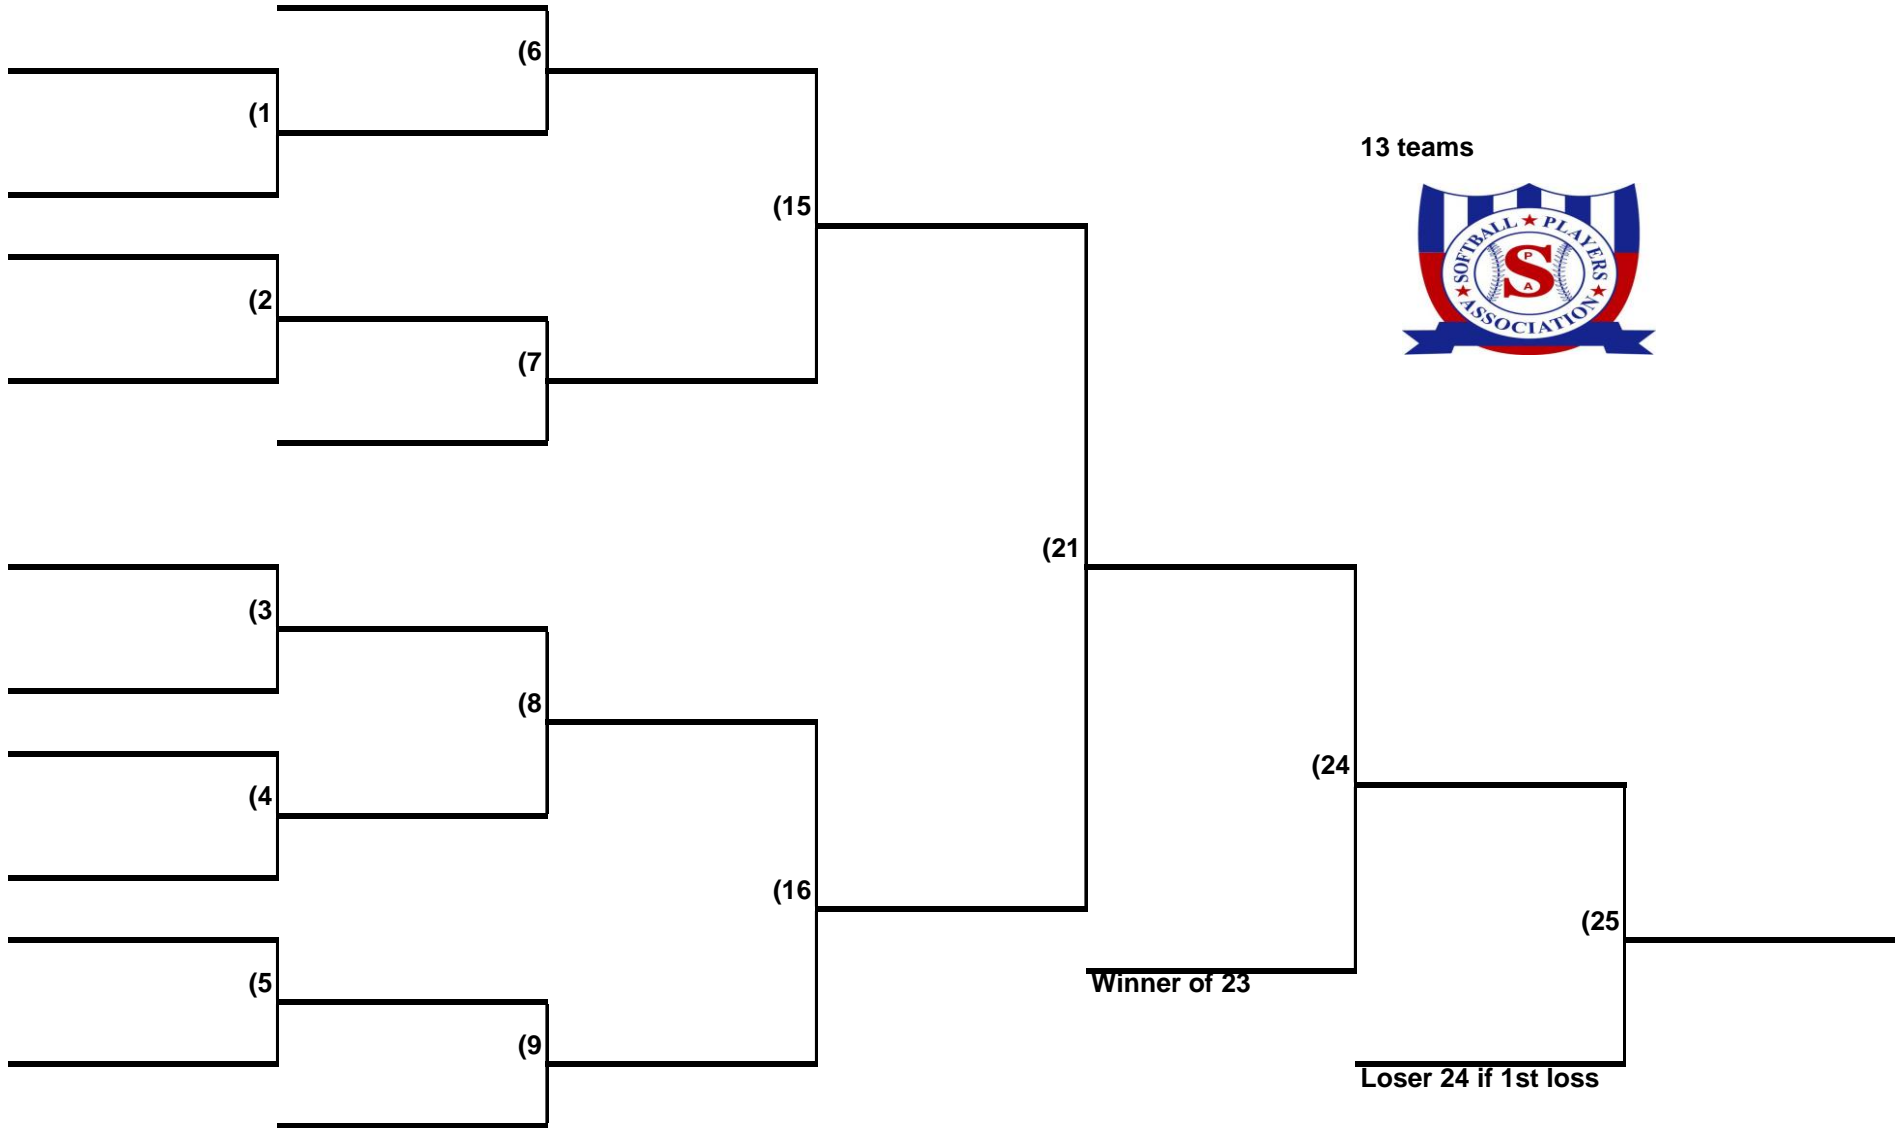 (6
(1
13 teams
(15
SOFTBALL ★ PLAYERS
P
S
A
★ ASSOCIATION ★
(2
(7
(21
(3
(8
(24
(4
(16
(25
(5
Winner of 23
(9
Loser 24 if 1st loss